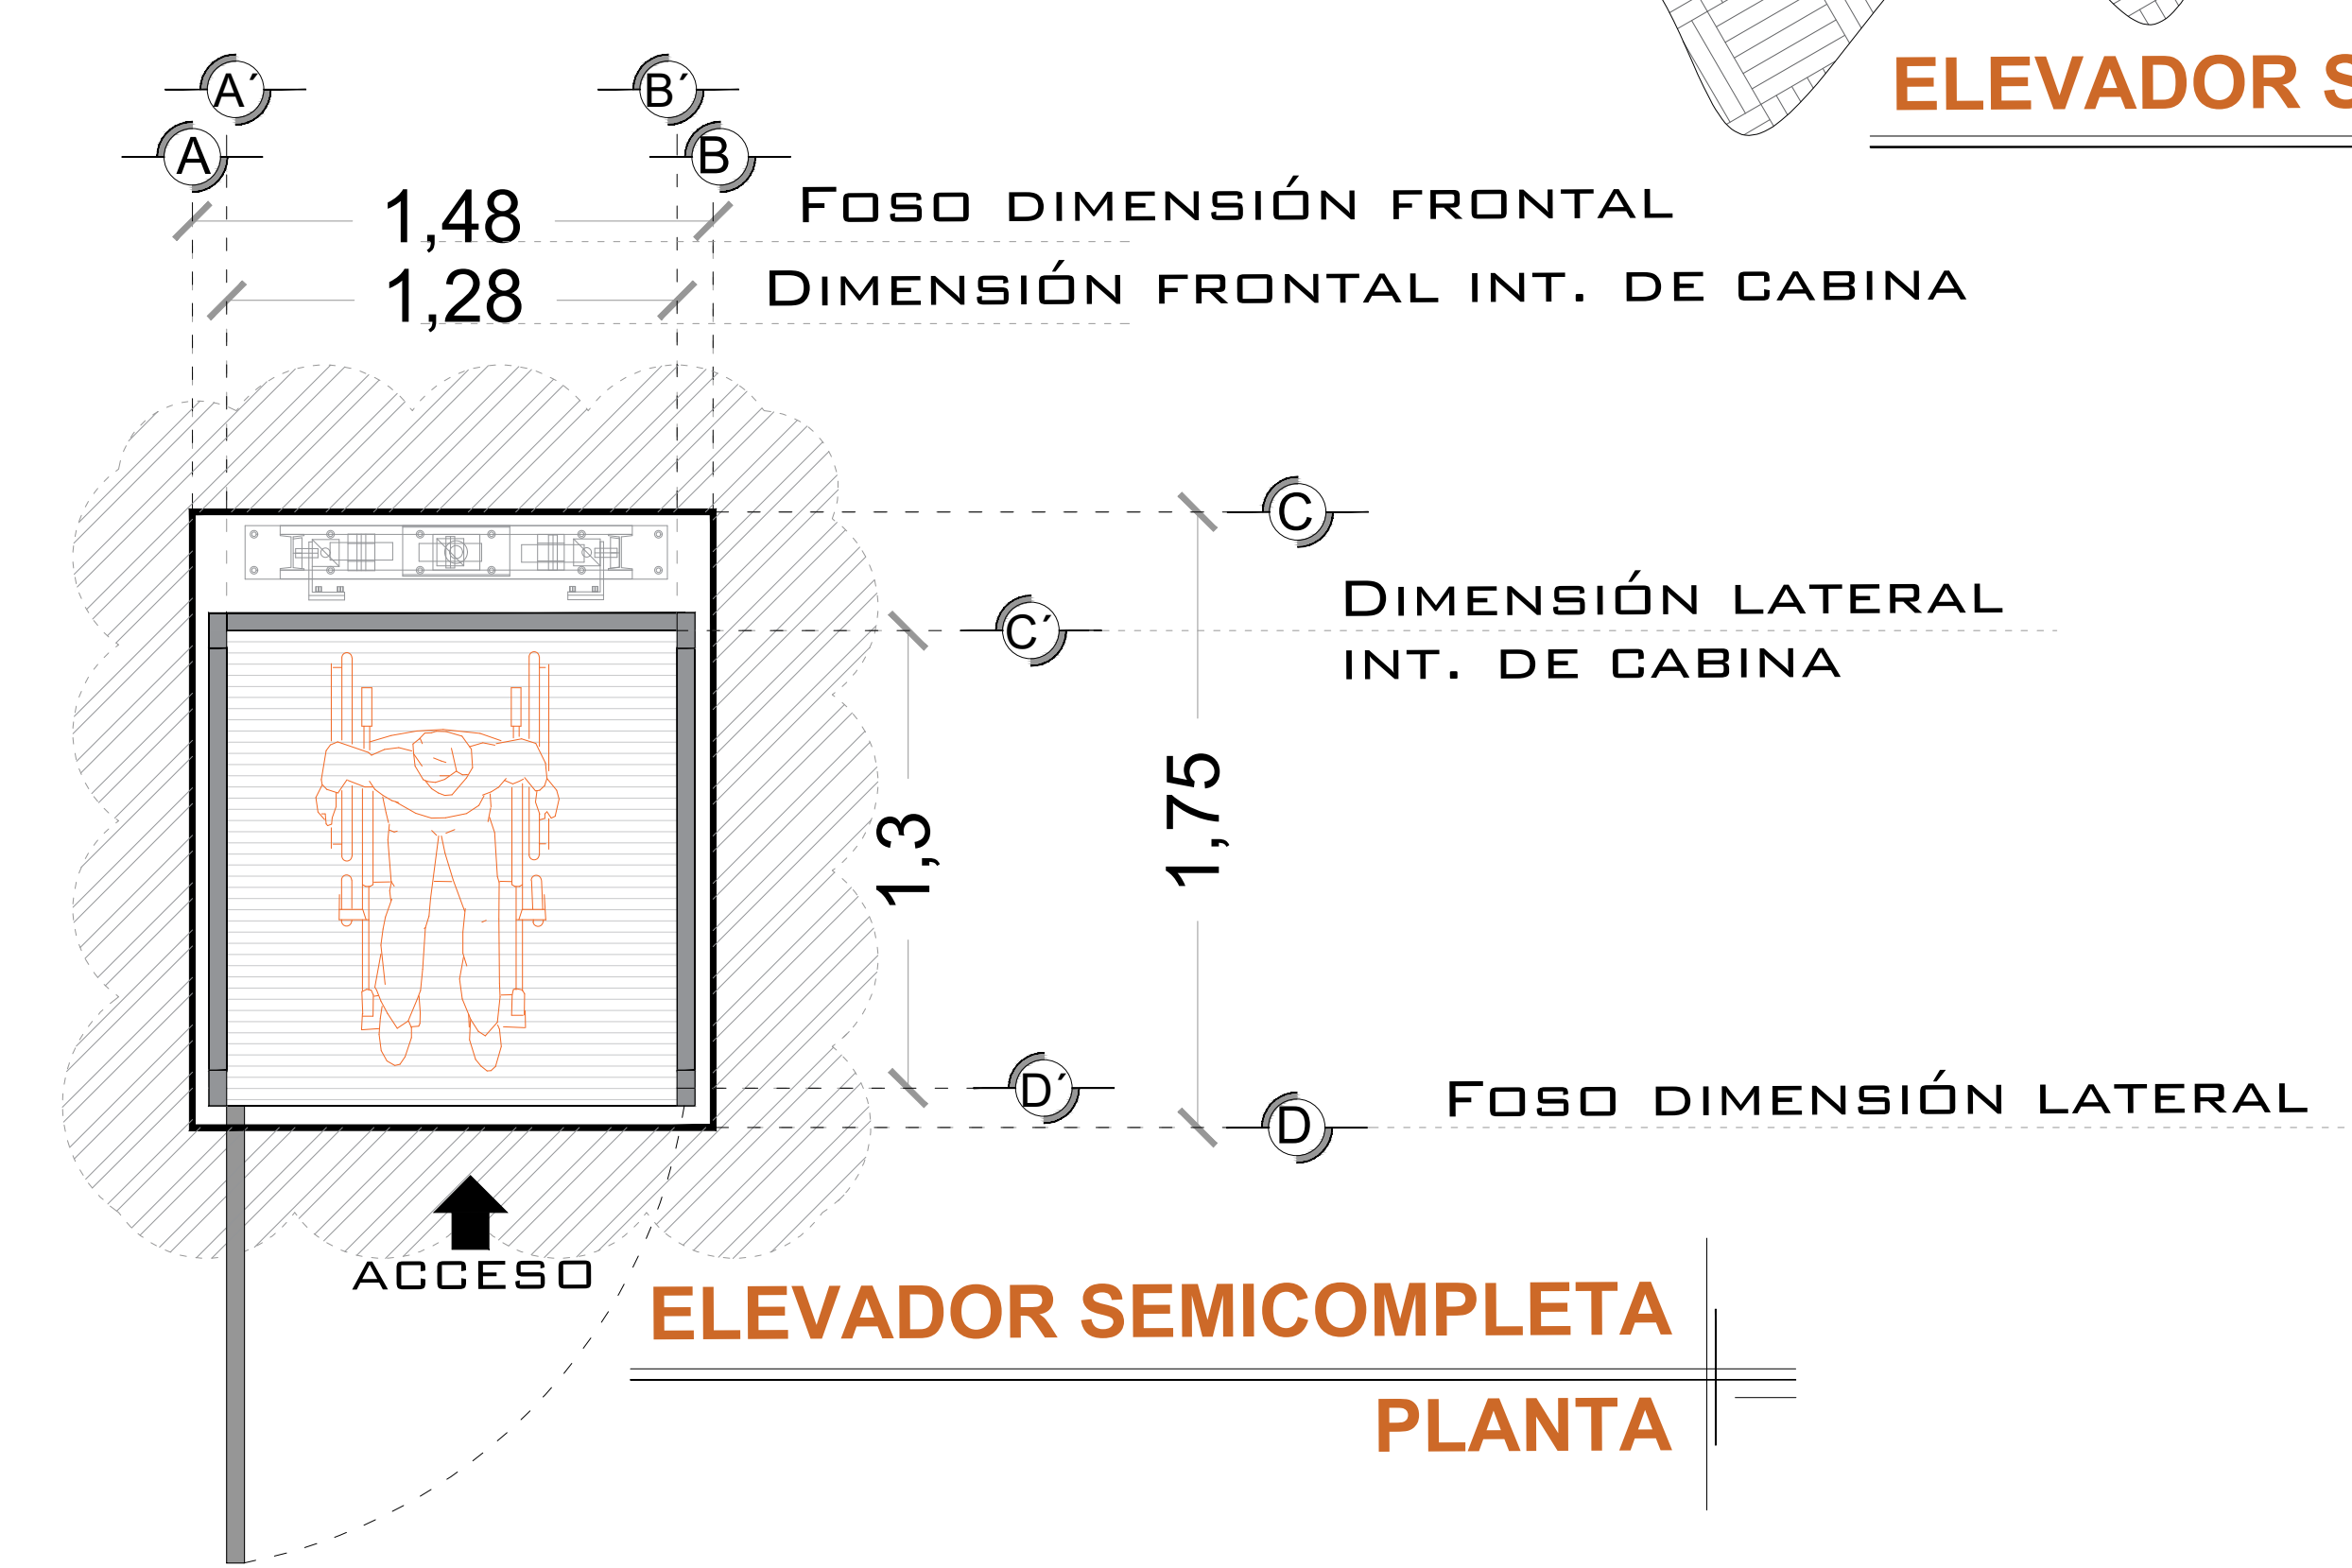 ELEVADOR S
A´
B´
A
B
1,48
FOSO DIMENSIÓN FRONTAL
1,28
DIMENSIÓN FRONTAL INT. DE CABINA
C
DIMENSIÓN LATERAL
C´
INT. DE CABINA
1,3
1,75
D´
D
FOSO DIMENSIÓN LATERAL
ACCESO
ELEVADOR SEMICOMPLETA
PLANTA